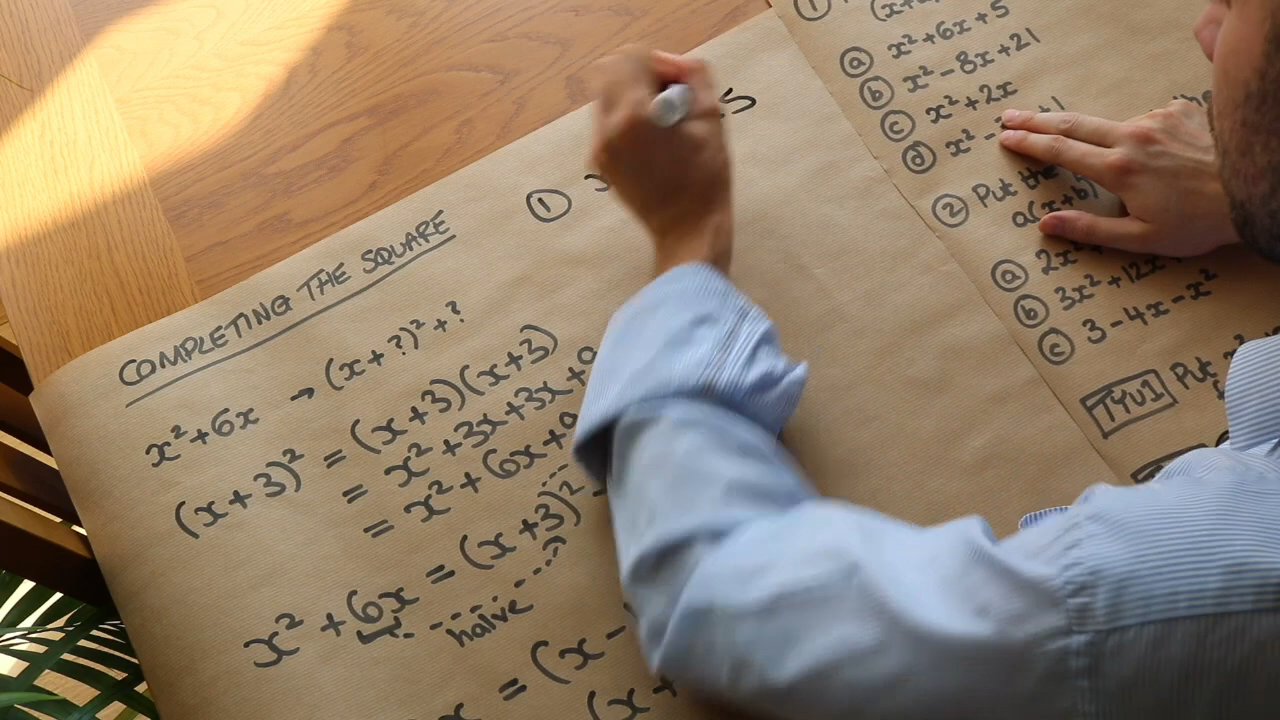 COMPLETING THE SQUARE
x²+6x → (x+?)²+?
(x+3)² = (x+3)(x+3)
= x²+3x+3x+
= x²+6x+
x²+6x = (x+3)²
halve
= (x-
(x+
①
5
①
ⓐ x²+6x+5
ⓑ x²-8x+21
ⓒ x²+2x
ⓓ x²-
② Put the
a(x+b)
ⓐ 2x²
ⓑ 3x²+12x
ⓒ 3-4x-x²
TYU1 Put